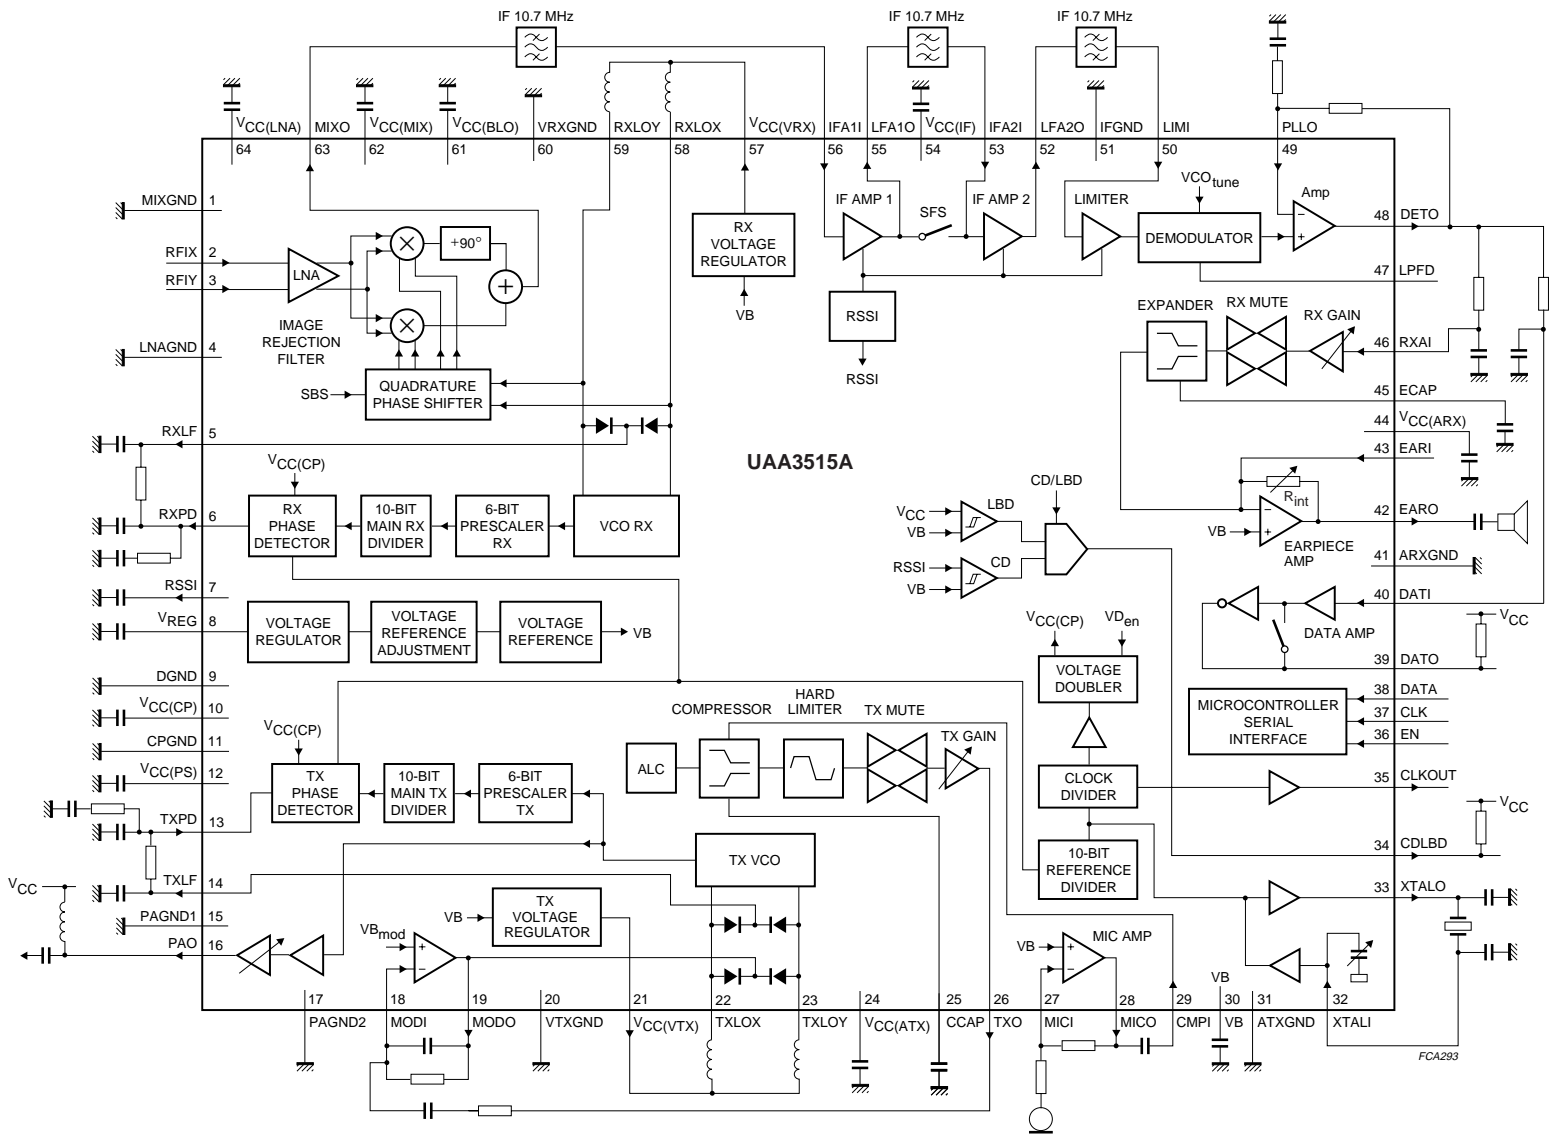 IF 10.7 MHz
IF 10.7 MHz
IF 10.7 MHz
VCC(LNA)
MIXO
VCC(MIX)
VCC(BLO)
VRXGND
RXLOY
RXLOX
VCC(VRX)
IFA1I
LFA1O
VCC(IF)
IFA2I
LFA2O
IFGND
LIMI
PLLO
64
63
62
61
60
59
58
57
56
55
54
53
52
51
50
49
MIXGND
1
RFIX
2
RFIY
3
LNAGND
4
RXLF
5
RXPD
6
RSSI
7
VREG
8
DGND
9
VCC(CP)
10
CPGND
11
VCC(PS)
12
TXPD
13
TXLF
14
PAGND1
15
PAO
16
VCC
LNA
IMAGE
REJECTION
FILTER
+90°
+
SBS
QUADRATURE
PHASE SHIFTER
RX
VOLTAGE
REGULATOR
VB
IF AMP 1
SFS
IF AMP 2
LIMITER
RSSI
RSSI
VCOtune
DEMODULATOR
Amp
−
+
48
DETO
47
LPFD
EXPANDER
RX MUTE
RX GAIN
46
RXAI
45
ECAP
44
VCC(ARX)
43
EARI
Rint
−
+
VB
EARPIECE
AMP
42
EARO
41
ARXGND
40
DATI
DATA AMP
VCC
39
DATO
38
DATA
37
CLK
36
EN
MICROCONTROLLER
SERIAL
INTERFACE
35
CLKOUT
VCC
34
CDLBD
33
XTALO
UAA3515A
VCC(CP)
RX
PHASE
DETECTOR
10-BIT
MAIN RX
DIVIDER
6-BIT
PRESCALER
RX
VCO RX
CD/LBD
VCC
VB
LBD
RSSI
VB
CD
VOLTAGE
REGULATOR
VOLTAGE
REFERENCE
ADJUSTMENT
VOLTAGE
REFERENCE
VB
VCC(CP)
VDen
VOLTAGE
DOUBLER
CLOCK
DIVIDER
10-BIT
REFERENCE
DIVIDER
VCC(CP)
TX
PHASE
DETECTOR
10-BIT
MAIN TX
DIVIDER
6-BIT
PRESCALER
TX
ALC
COMPRESSOR
HARD
LIMITER
TX MUTE
TX GAIN
TX VCO
VB
TX
VOLTAGE
REGULATOR
VBmod
+
−
VB
+
−
MIC AMP
VB
17
18
19
20
21
22
23
24
25
26
27
28
29
30
31
32
PAGND2
MODI
MODO
VTXGND
VCC(VTX)
TXLOX
TXLOY
VCC(ATX)
CCAP
TXO
MICI
MICO
CMPI
VB
ATXGND
XTALI
FCA293